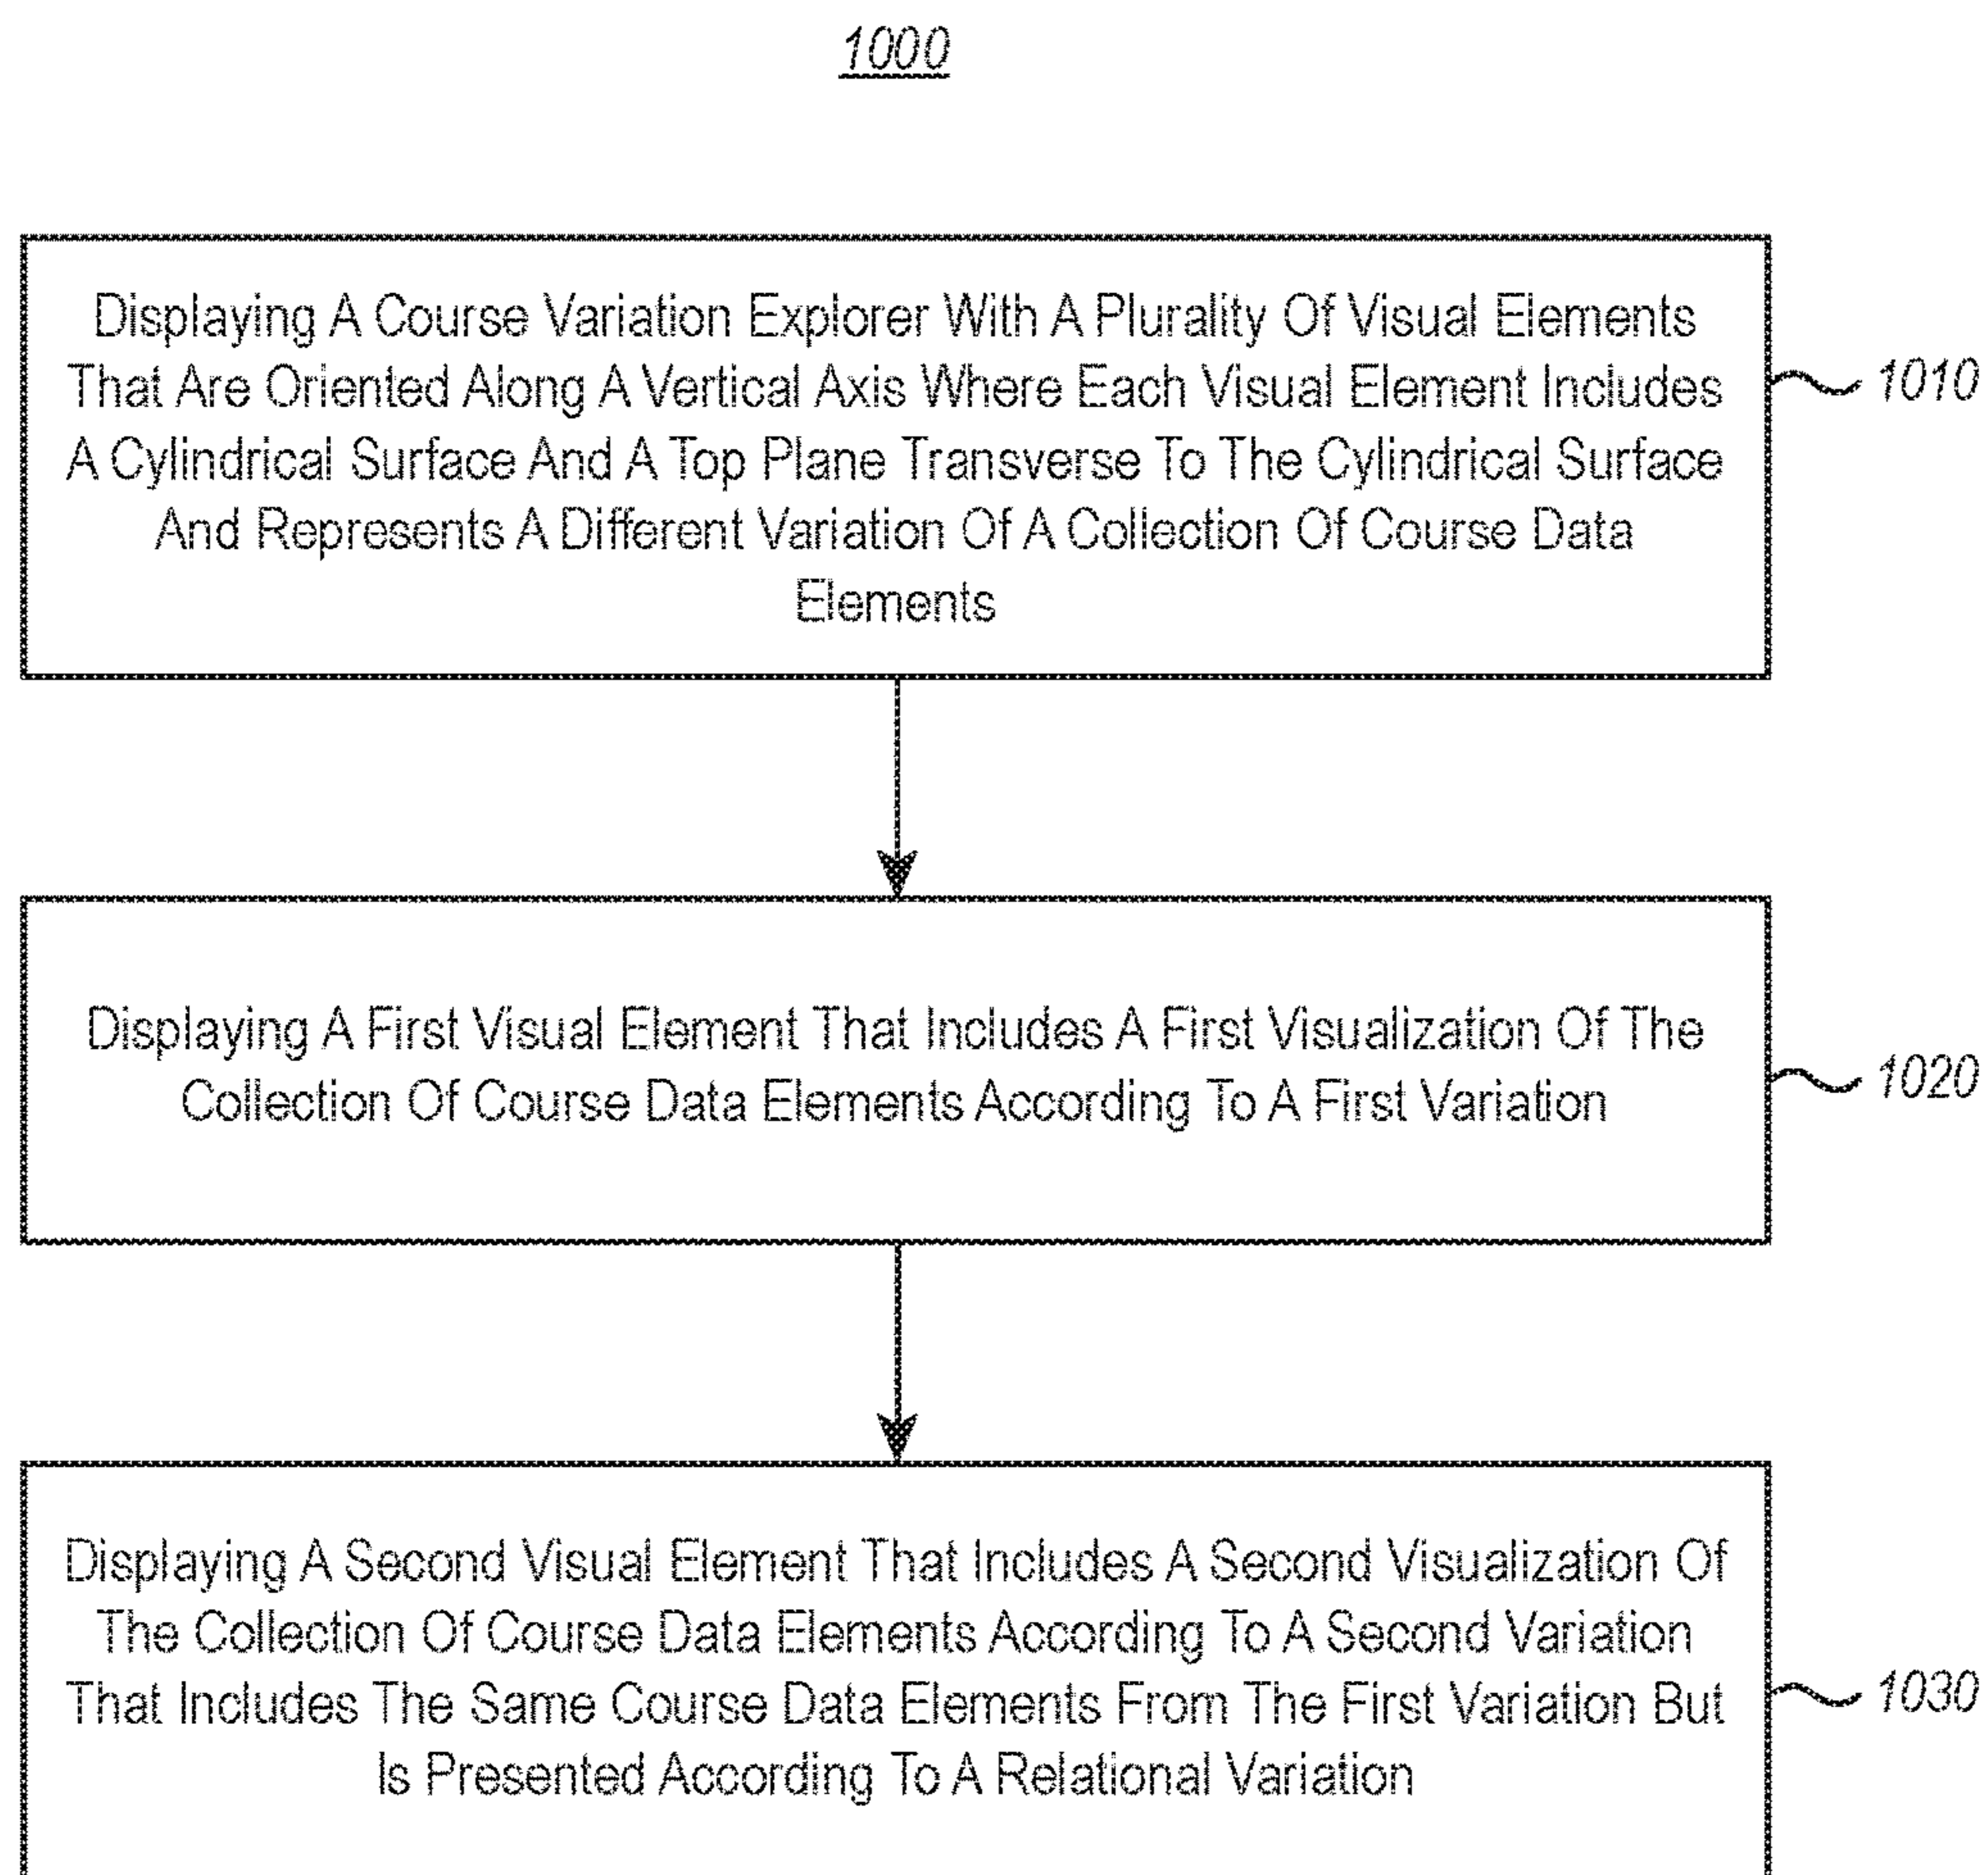 1000
Displaying A Course Variation Explorer With A Plurality Of Visual Elements
That Are Oriented Along A Vertical Axis Where Each Visual Element Includes
A Cylindrical Surface And A Top Plane Transverse To The Cylindrical Surface
And Represents A Different Variation Of A Collection Of Course Data
Elements
1010
Displaying A First Visual Element That Includes A First Visualization Of The
Collection Of Course Data Elements According To A First Variation
1020
Displaying A Second Visual Element That Includes A Second Visualization Of
The Collection Of Course Data Elements According To A Second Variation
That Includes The Same Course Data Elements From The First Variation But
Is Presented According To A Relational Variation
1030